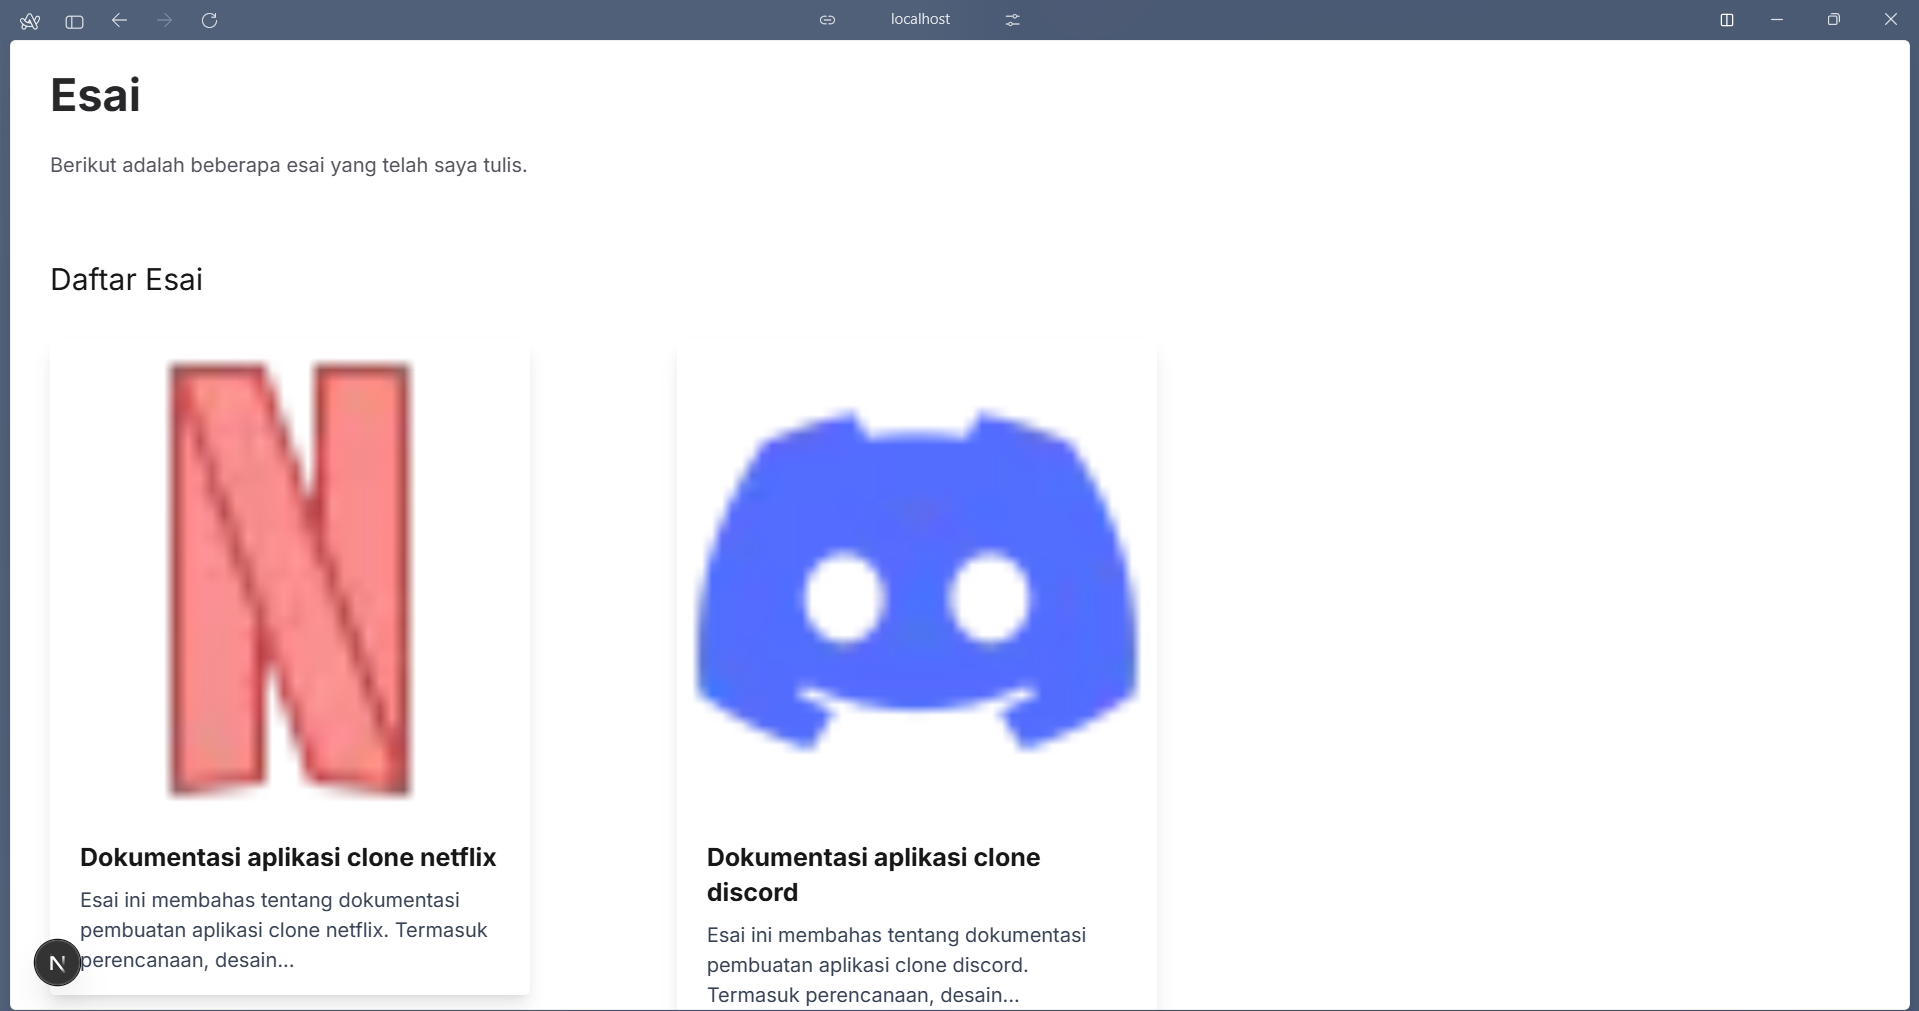 localhost
Esai
Berikut adalah beberapa esai yang telah saya tulis.
Daftar Esai
Dokumentasi aplikasi clone netflix
Esai ini membahas tentang dokumentasi
pembuatan aplikasi clone netflix. Termasuk
perencanaan, desain...
Dokumentasi aplikasi clone
discord
Esai ini membahas tentang dokumentasi
pembuatan aplikasi clone discord.
Termasuk perencanaan, desain...
N